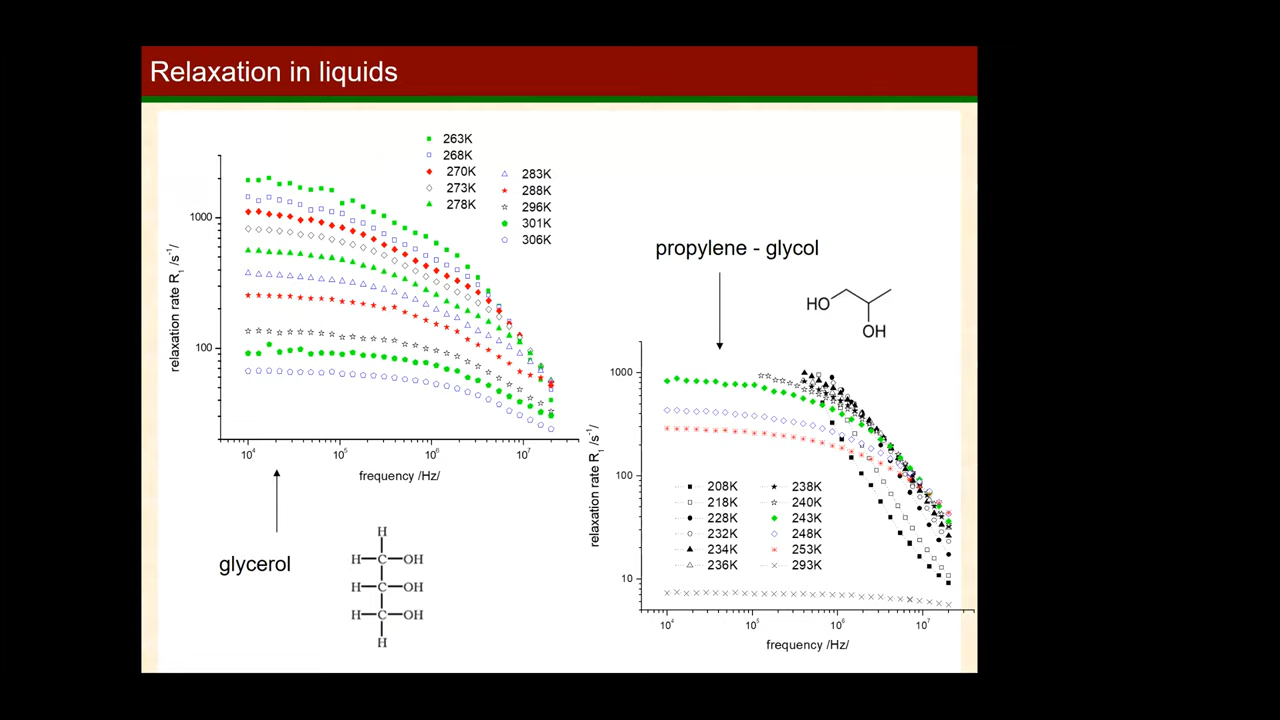 Relaxation in liquids
263K
268K
270K
273K
278K
283K
288K
296K
301K
306K
1000
100
relaxation rate R1 /s-1/
10^4
10^5
10^6
10^7
frequency /Hz/
glycerol
H
H C OH
H C OH
H C OH
H
propylene - glycol
HO
OH
1000
100
10
relaxation rate R1 /s-1/
208K
218K
228K
232K
234K
236K
238K
240K
243K
248K
253K
293K
10^4
10^5
10^6
10^7
frequency /Hz/